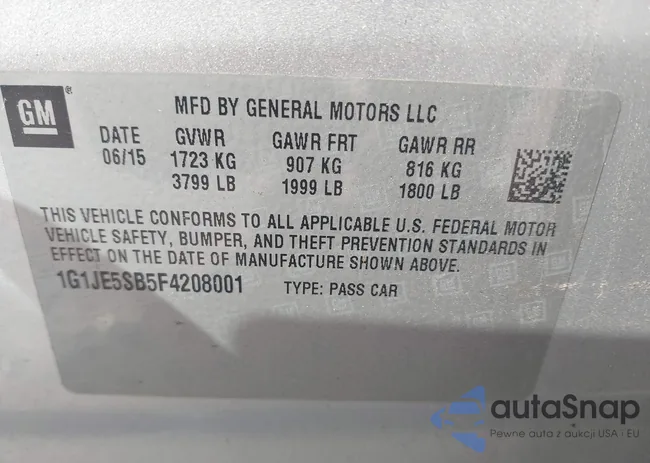 GM
MFD BY GENERAL MOTORS LLC
DATE GVWR GAWR FRT GAWR RR
06/15 1723 KG 907 KG 816 KG
3799 LB 1999 LB 1800 LB
THIS VEHICLE CONFORMS TO ALL APPLICABLE U.S. FEDERAL MOTOR
VEHICLE SAFETY, BUMPER, AND THEFT PREVENTION STANDARDS IN
EFFECT ON THE DATE OF MANUFACTURE SHOWN ABOVE.
1G1JE5SB5F4208001 TYPE: PASS CAR
autaSnap
Pewne auta z aukcji USA i EU